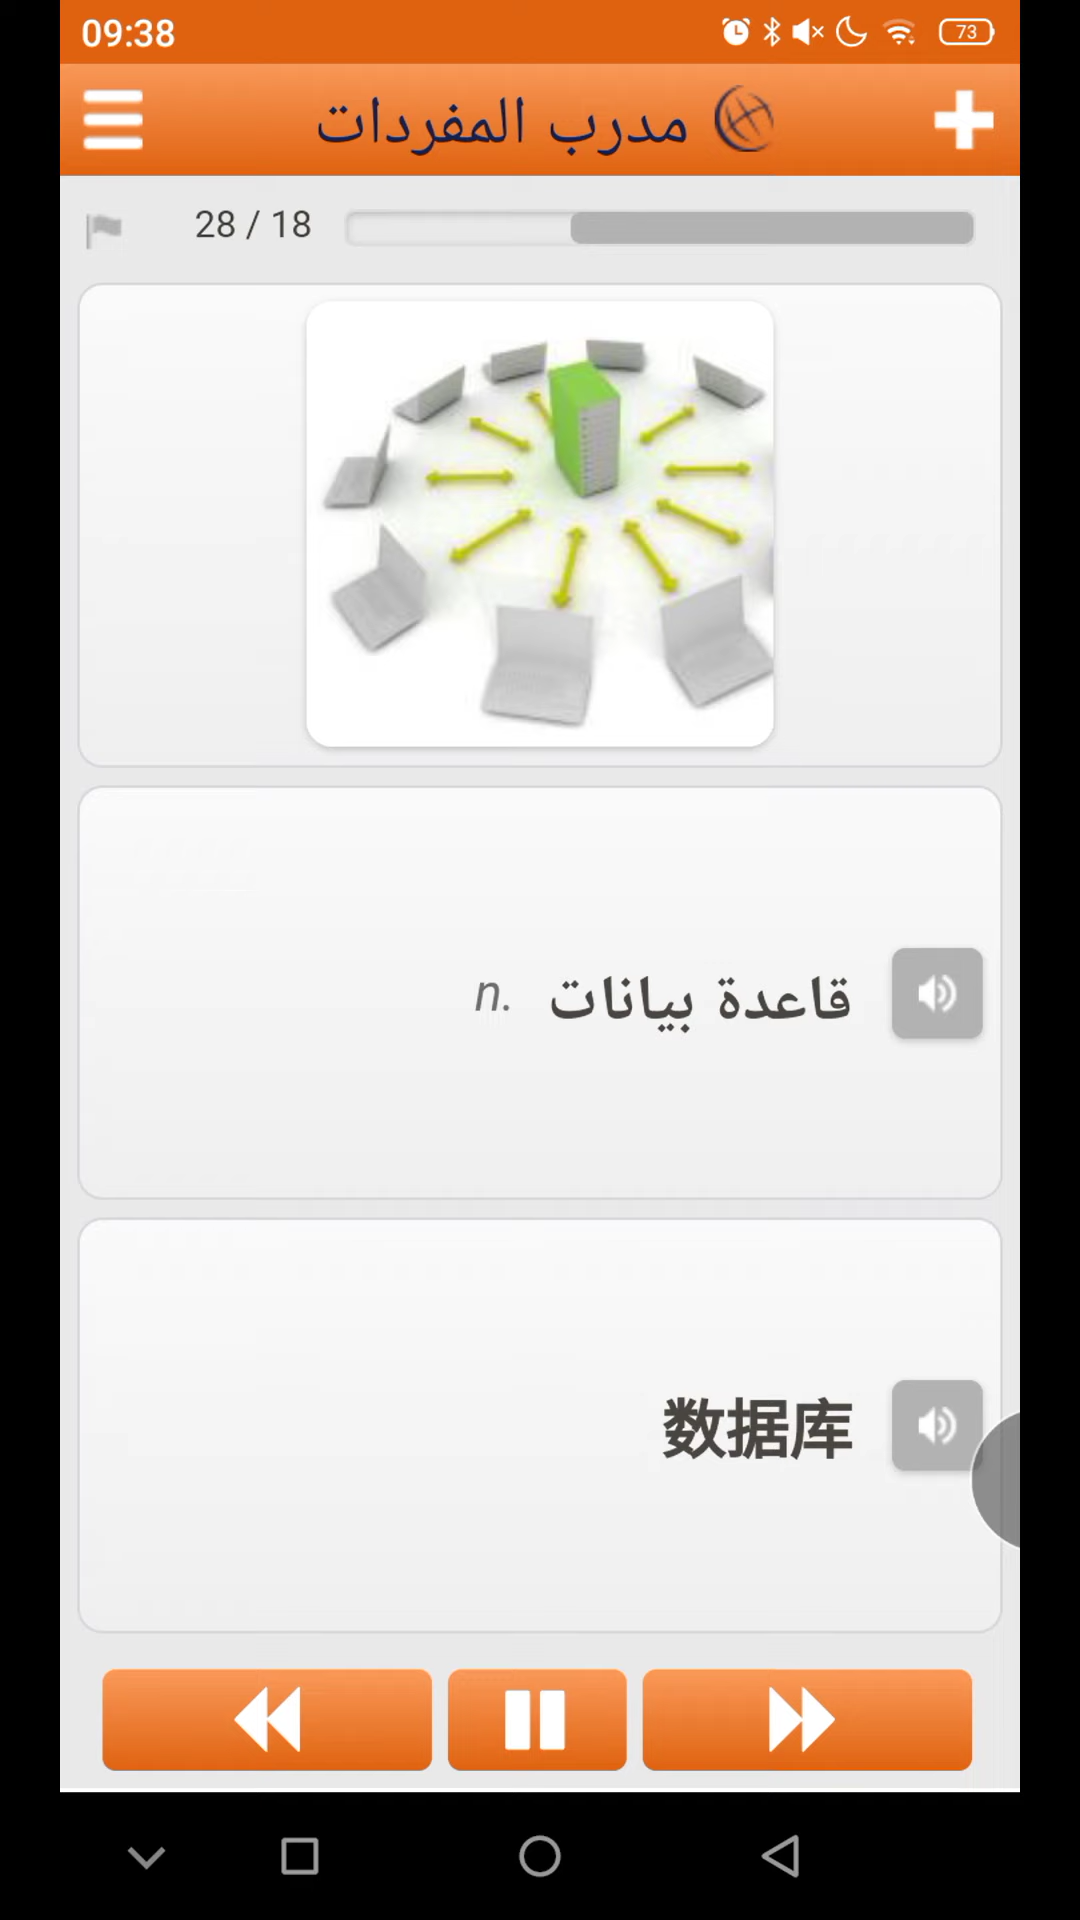 09:38
73
مدرب المفردات
28 / 18
قاعدة بيانات n.
数据库